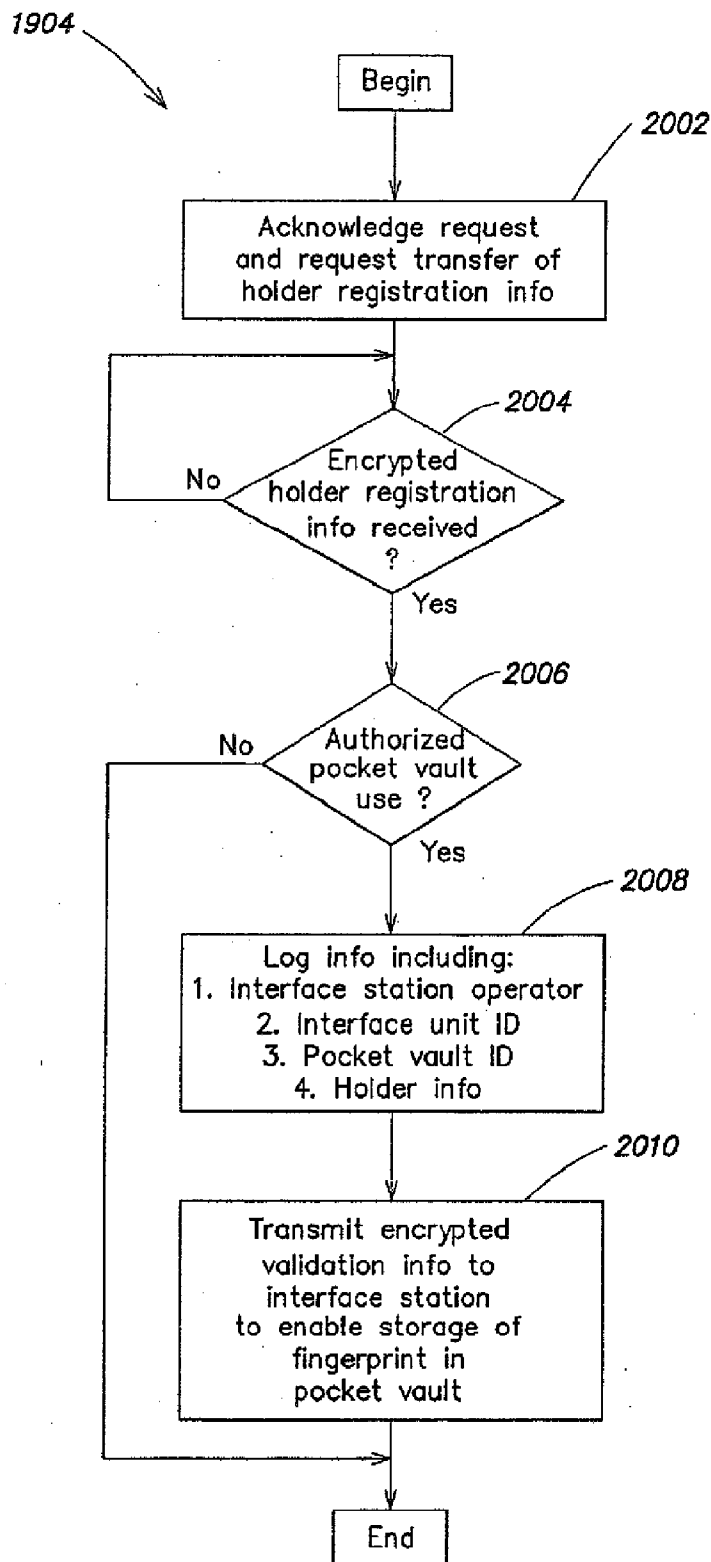 1904
Begin
2002
Acknowledge request
and request transfer of
holder registration info
2004
Encrypted
holder registration
info received
?
No
Yes
2006
Authorized
pocket vault
use ?
No
Yes
2008
Log info including:
1. Interface station operator
2. Interface unit ID
3. Pocket vault ID
4. Holder info
2010
Transmit encrypted
validation info to
interface station
to enable storage of
fingerprint in
pocket vault
End